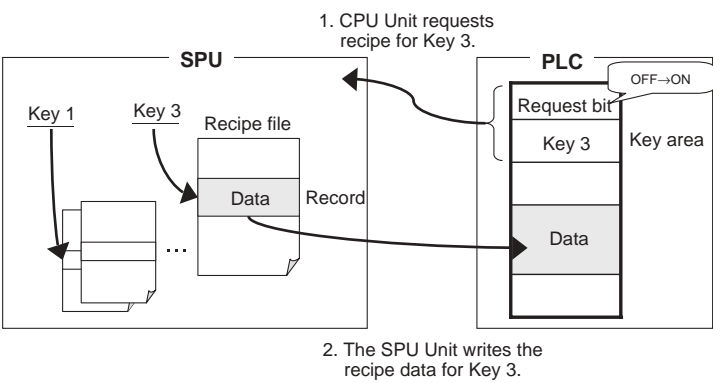 1. CPU Unit requests
recipe for Key 3.
SPU
PLC
OFF→ON
Request bit
Key 1
Key 3
Recipe file
Key 3
Key area
Data
Record
...
Data
2. The SPU Unit writes the
recipe data for Key 3.